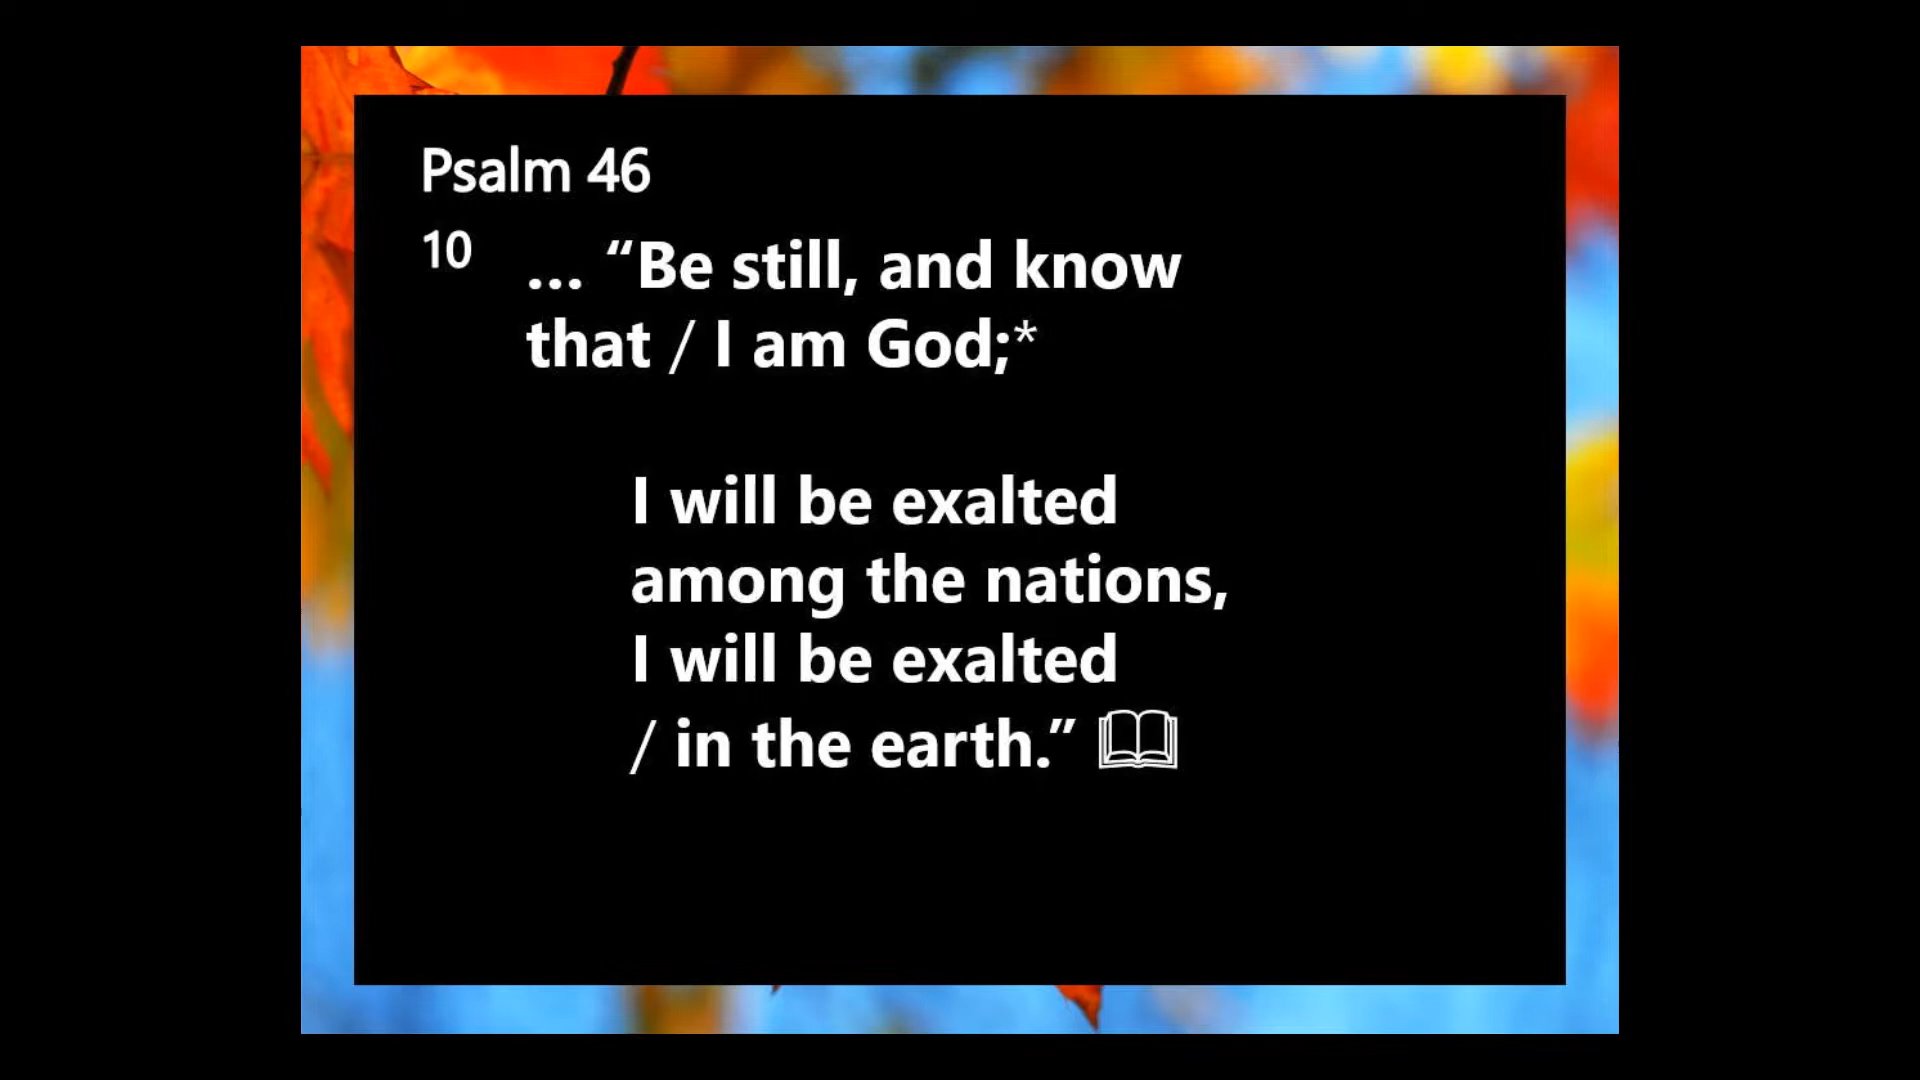 Psalm 46
10 … “Be still, and know
that / I am God;*
I will be exalted
among the nations,
I will be exalted
/ in the earth.”